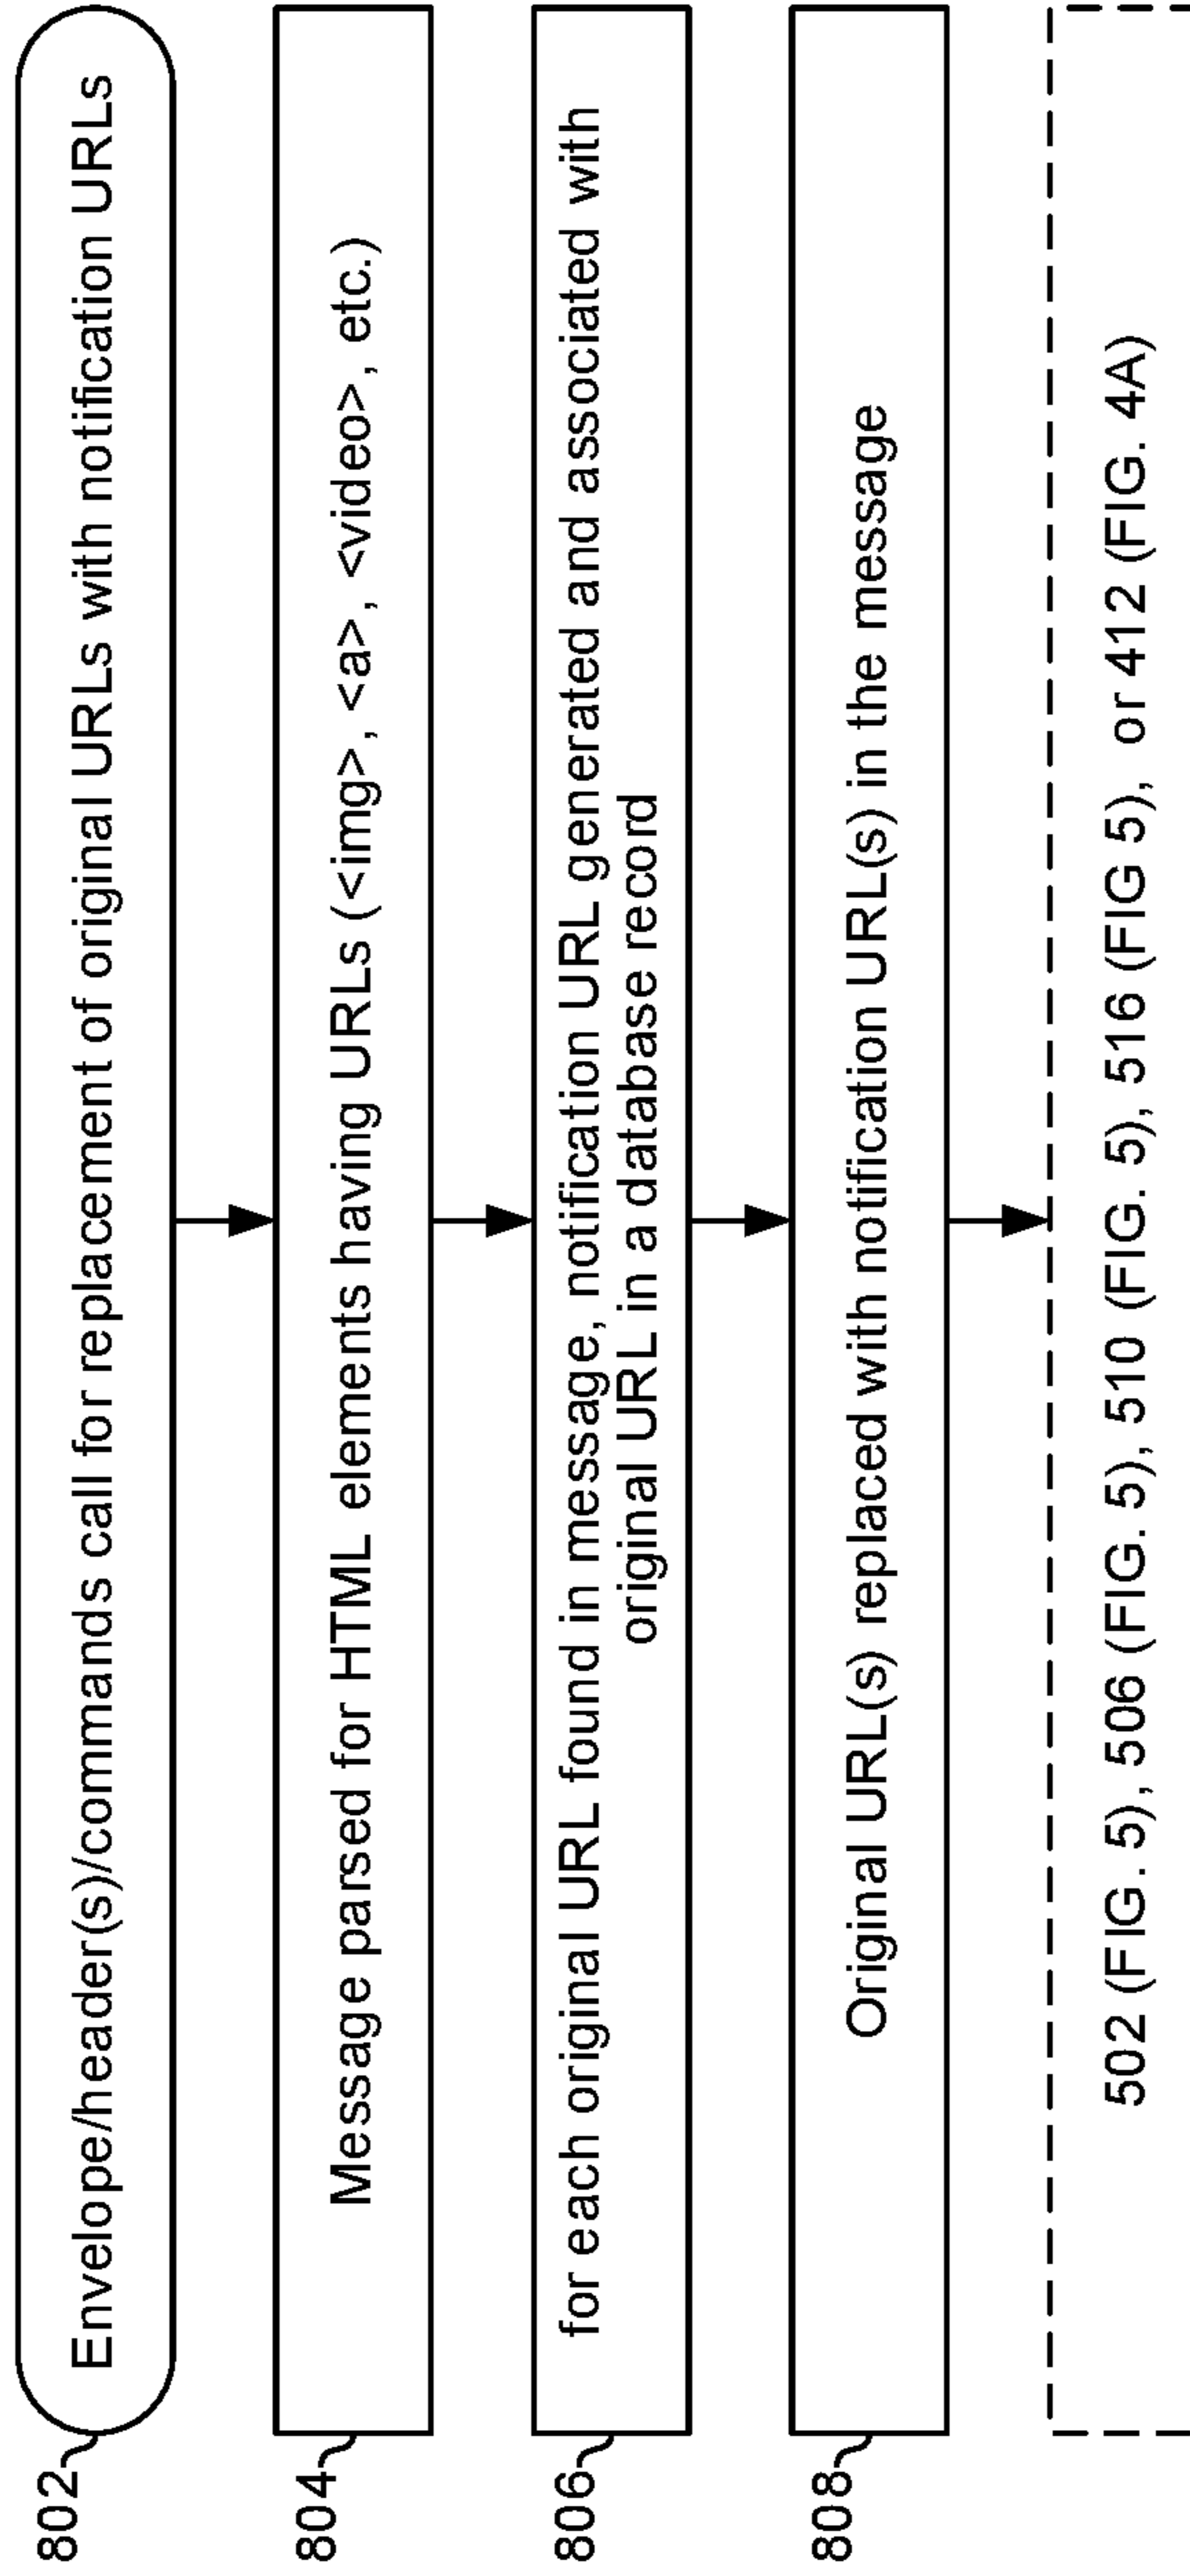 802
Envelope/header(s)/commands call for replacement of original URLs with notification URLs
804
Message parsed for HTML elements having URLs (<img>, <a>, <video>, etc.)
806
for each original URL found in message, notification URL generated and associated with
original URL in a database record
808
Original URL(s) replaced with notification URL(s) in the message
502 (FIG. 5), 506 (FIG. 5), 510 (FIG. 5), 516 (FIG 5), or 412 (FIG. 4A)